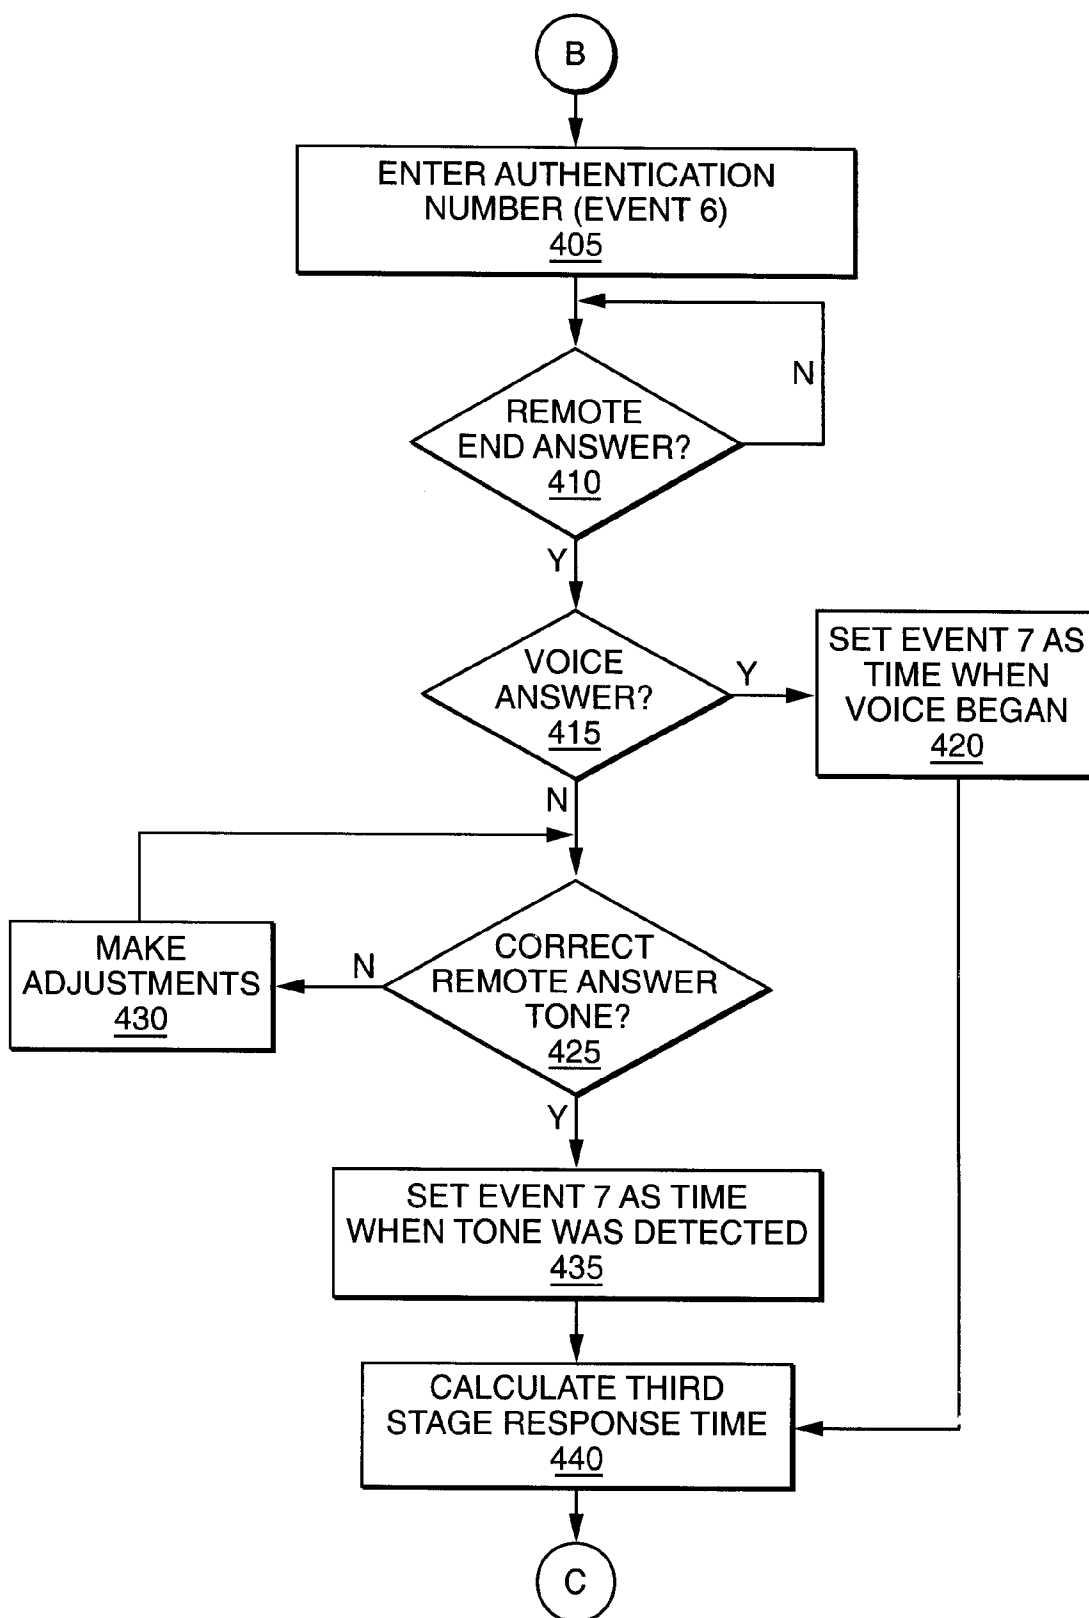 B
ENTER AUTHENTICATION
NUMBER (EVENT 6)
405
N
REMOTE
END ANSWER?
410
Y
VOICE
ANSWER?
415
Y
SET EVENT 7 AS
TIME WHEN
VOICE BEGAN
420
N
MAKE
ADJUSTMENTS
430
N
CORRECT
REMOTE ANSWER
TONE?
425
Y
SET EVENT 7 AS TIME
WHEN TONE WAS DETECTED
435
CALCULATE THIRD
STAGE RESPONSE TIME
440
C